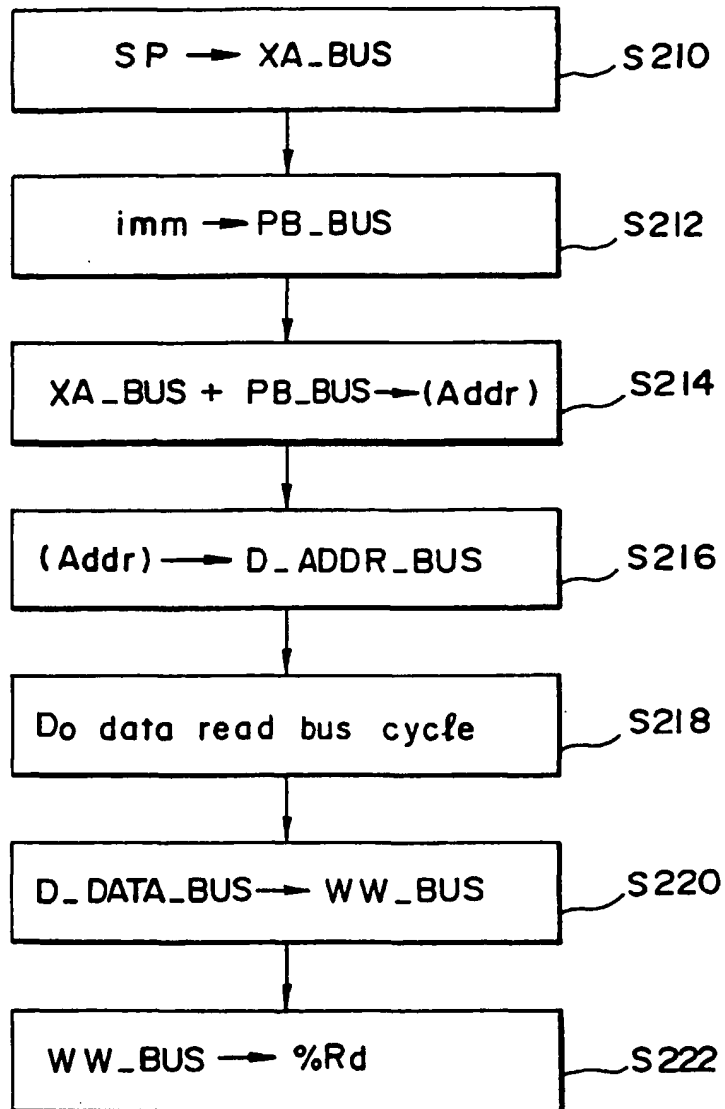 SP → XA_BUS S210
imm → PB_BUS S212
XA_BUS + PB_BUS → (Addr) S214
(Addr) → D_ADDR_BUS S216
Do data read bus cycle S218
D_DATA_BUS → WW_BUS S220
WW_BUS → %Rd S222